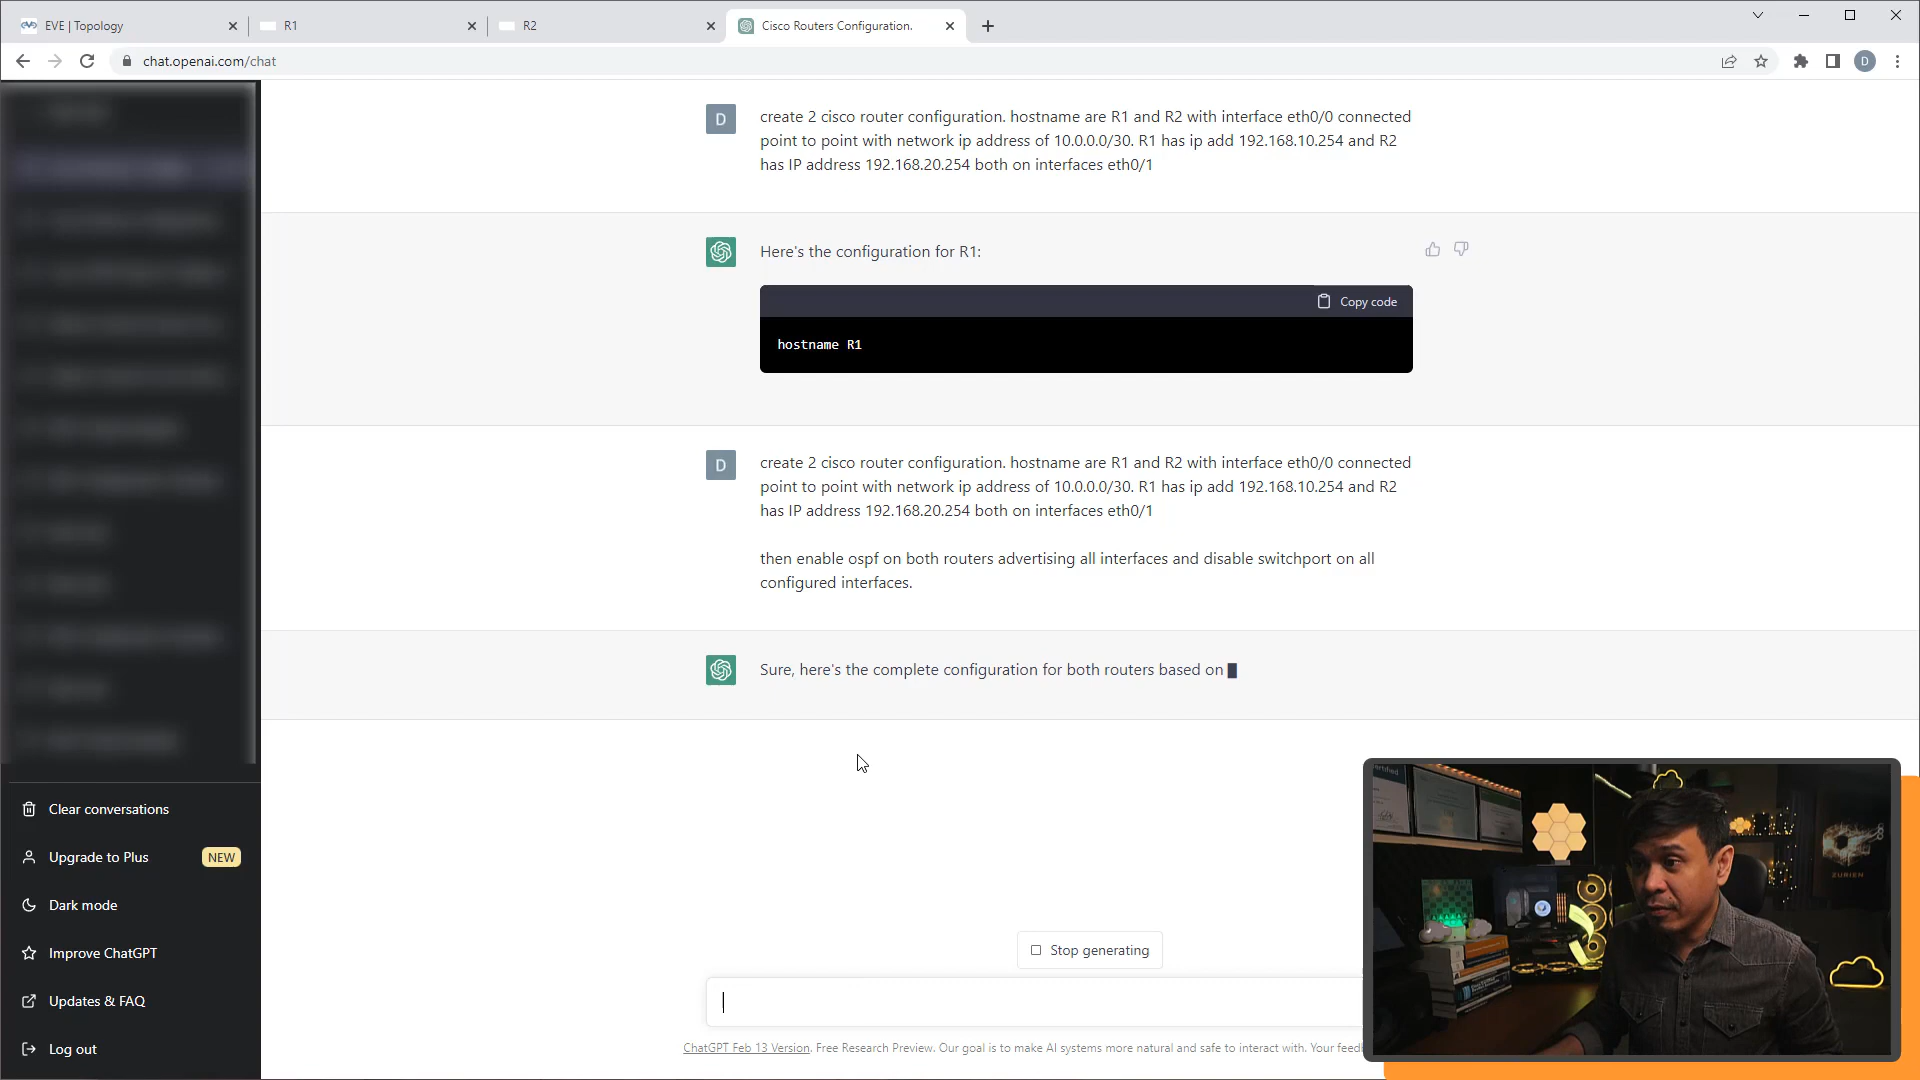 EVE | Topology
R1
R2
Cisco Routers Configuration.
chat.openai.com/chat
D
D
create 2 cisco router configuration. hostname are R1 and R2 with interface eth0/0 connected
point to point with network ip address of 10.0.0.0/30. R1 has ip add 192.168.10.254 and R2
has IP address 192.168.20.254 both on interfaces eth0/1
Here's the configuration for R1:
Copy code
hostname R1
D
create 2 cisco router configuration. hostname are R1 and R2 with interface eth0/0 connected
point to point with network ip address of 10.0.0.0/30. R1 has ip add 192.168.10.254 and R2
has IP address 192.168.20.254 both on interfaces eth0/1
then enable ospf on both routers advertising all interfaces and disable switchport on all
configured interfaces.
Sure, here's the complete configuration for both routers based on
Clear conversations
Upgrade to Plus
NEW
Dark mode
Improve ChatGPT
Updates & FAQ
Log out
Stop generating
ChatGPT Feb 13 Version. Free Research Preview. Our goal is to make AI systems more natural and safe to interact with. Your
ZURIEN